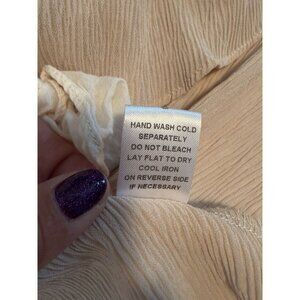 HAND WASH COLD
SEPARATELY
DO NOT BLEACH
LAY FLAT TO DRY
COOL IRON
ON REVERSE SIDE
IF NECESSARY